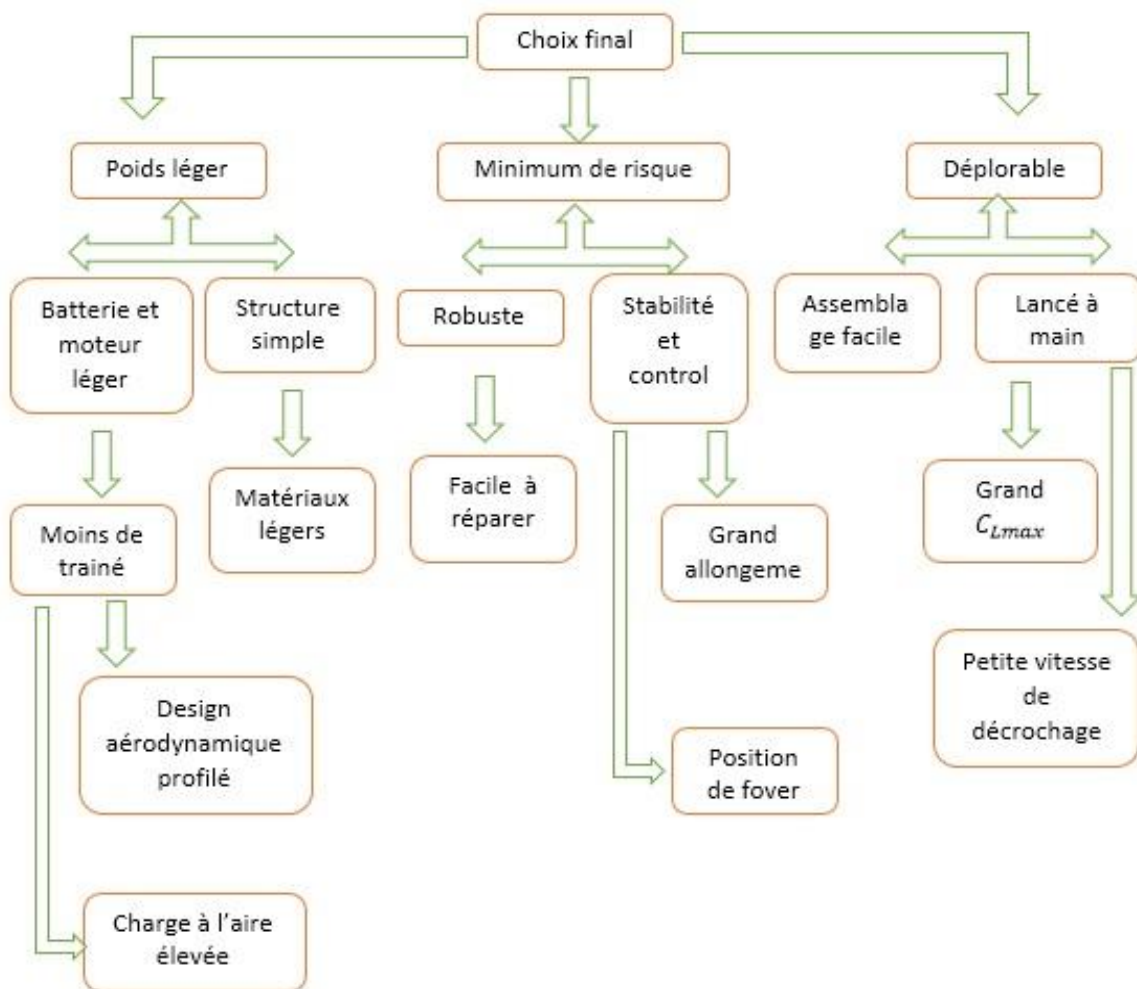 Choix final
Poids léger
Minimum de risque
Déplorable
Batterie et
moteur
léger
Structure
simple
Robuste
Stabilité
et
control
Assembla
ge facile
Lancé à
main
Moins de
trainé
Matériaux
légers
Facile à
réparer
Grand
allongeme
Grand
C_{Lmax}
Design
aérodynamique
profilé
Position
de fover
Petite vitesse
de
décrochage
Charge à l’aire
élevée